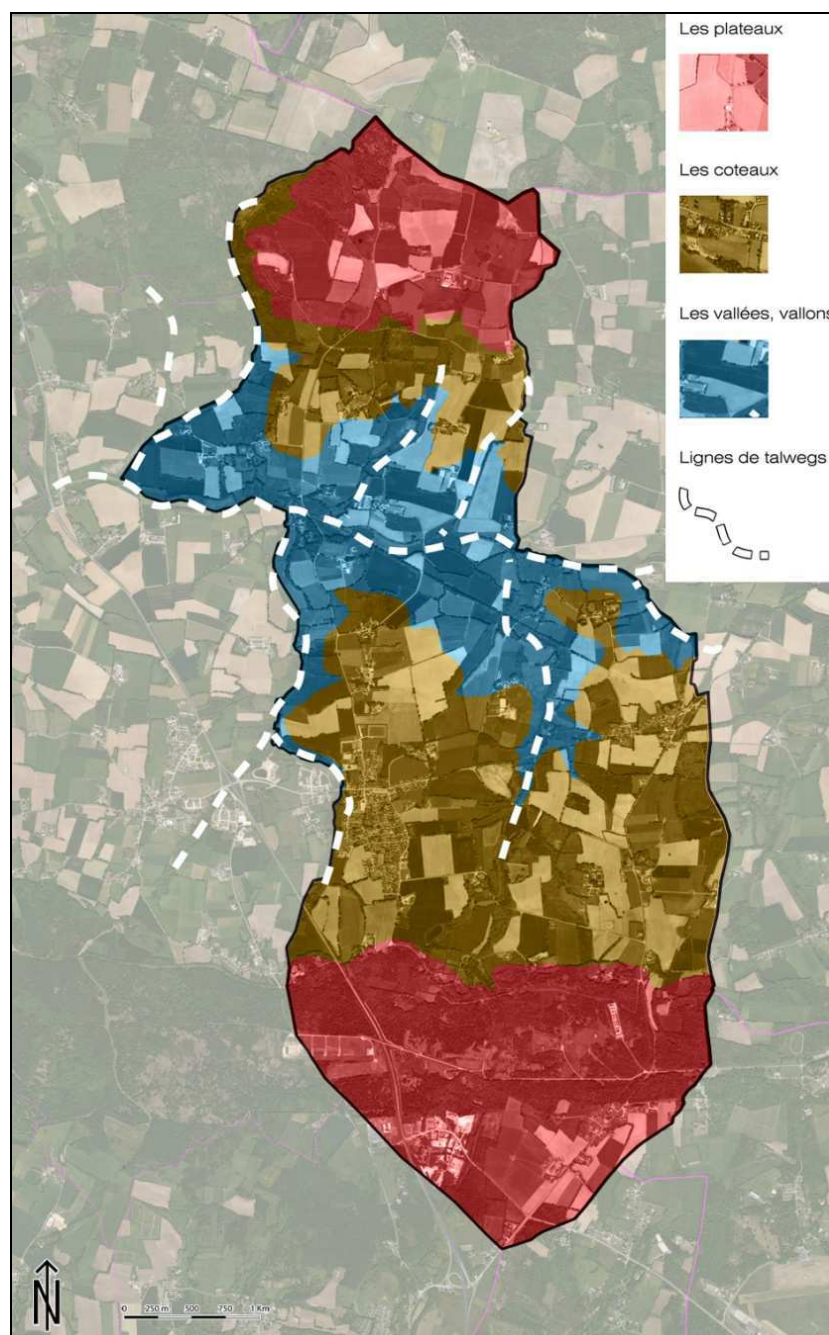 Les plateaux
Les coteaux
Les vallées, vallons
Lignes de talwegs
N
0 250 m 500 750 1 Km